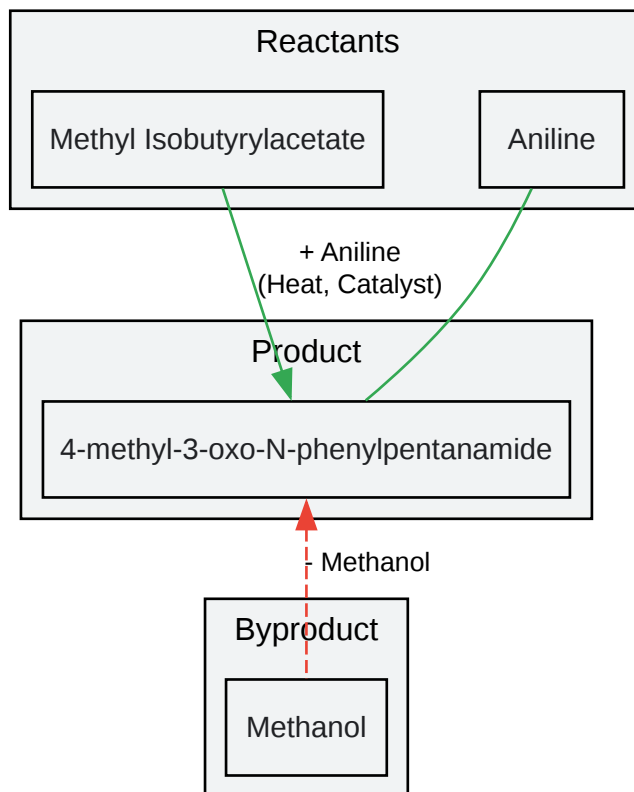 Reactants
Methyl Isobutyrylacetate
Aniline
+ Aniline
(Heat, Catalyst)
Product
4-methyl-3-oxo-N-phenylpentanamide
- Methanol
Byproduct
Methanol